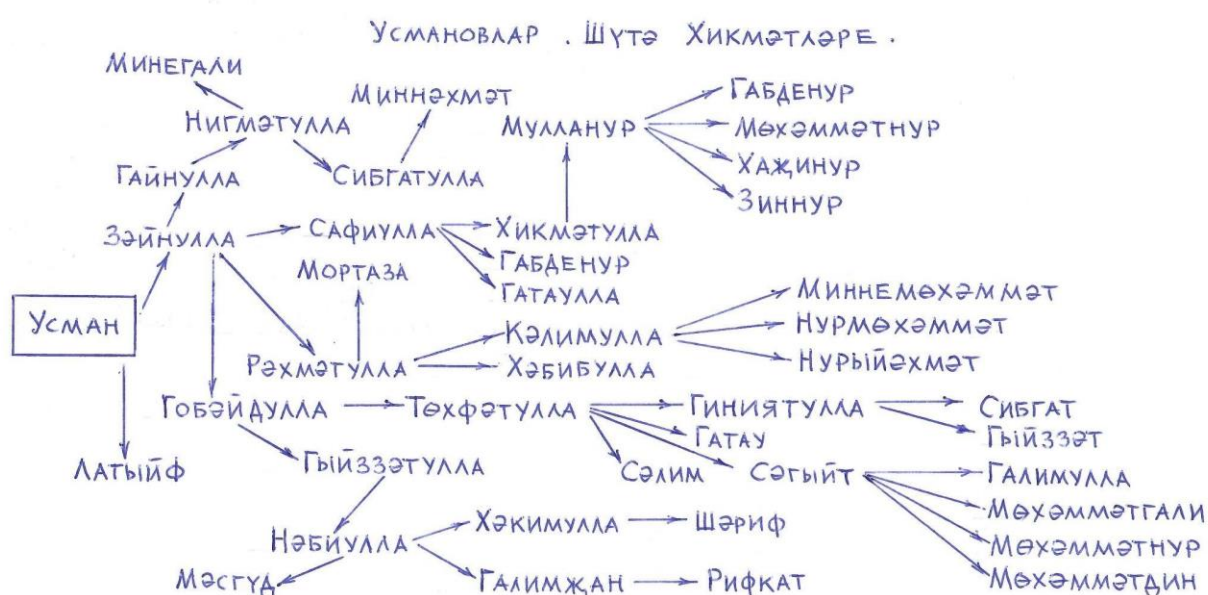 Усмановлар . Шүтә Хикмәтләре .
Минегали
Миннәхмәт
Габденур
Нигмәтулла
Мулланур
Мөхәммәтнур
Хаҗинур
Гайнулла
Сибгатулла
Зиннур
Зәйнулла
Сафиулла
Хикмәтулла
Габденур
Мортаза
Гатаулла
Миннемөхәммәт
Усман
Кәлимулла
Нурмөхәммәт
Рәхмәтулла
Хәбибулла
Нурыйәхмәт
Гобәйдулла
Төхфәтулла
Гиниятулла
Сибгат
Гатау
Гыйззәт
Латыйф
Гыйззәтулла
Сәлим
Сәгыйт
Галимулла
Мөхәммәтгали
Нәбиулла
Хәкимулла
Шәриф
Мөхәммәтнур
Мәсгүд
Галимҗан
Рифкат
Мөхәммәтдин